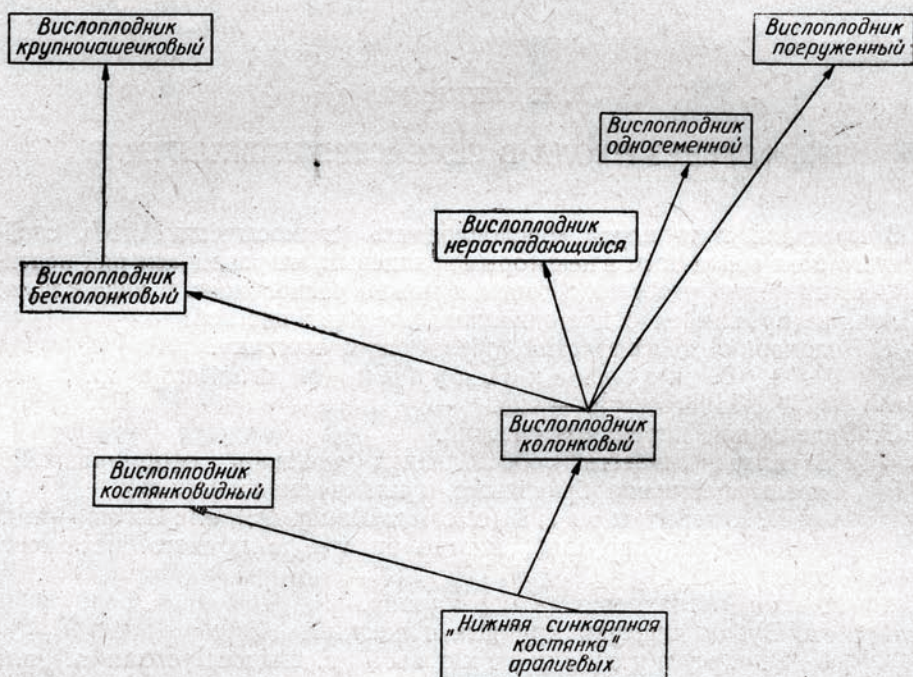 Вислоплодник
крупночашечковый
Вислоплодник
погруженный
Вислоплодник
односеменной
Вислоплодник
нераспадающийся
Вислоплодник
бесколонковый
Вислоплодник
колонковый
Вислоплодник
костянковидный
„Нижняя синкарпная
костянка“
аралиевых